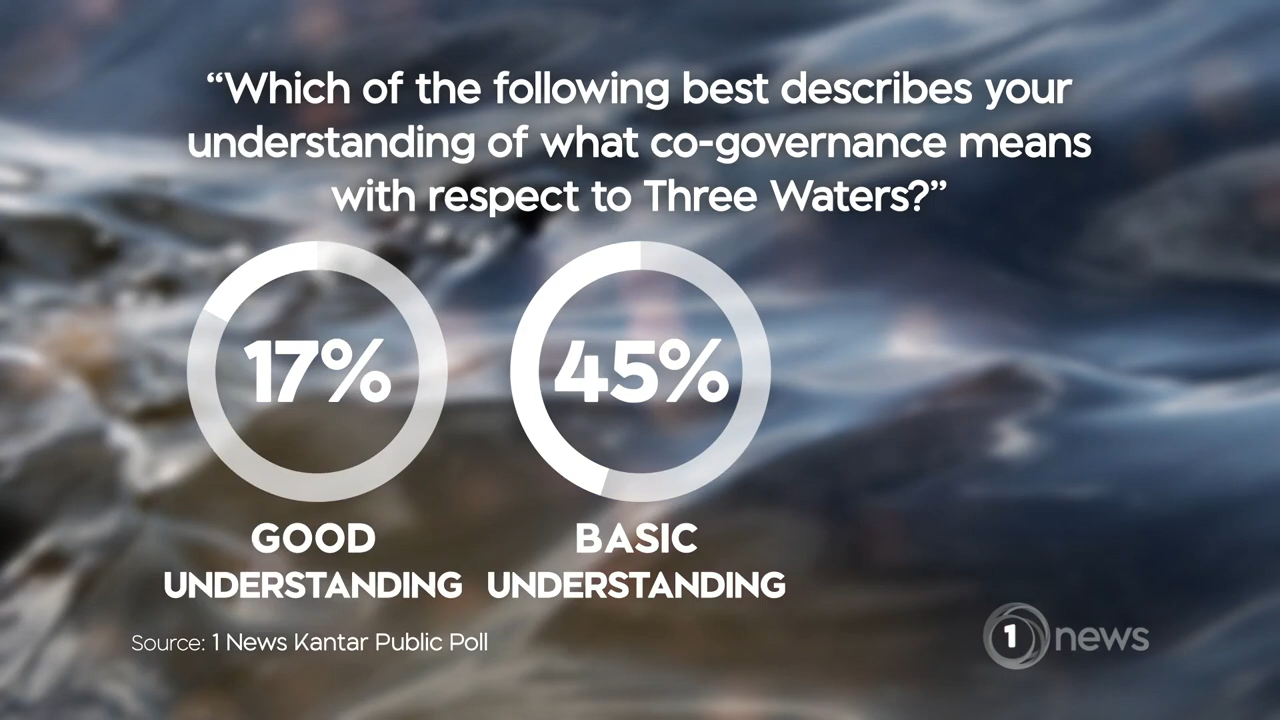 “Which of the following best describes your
understanding of what co-governance means
with respect to Three Waters?”
17%
45%
GOOD
UNDERSTANDING
BASIC
UNDERSTANDING
Source: 1 News Kantar Public Poll
1 news